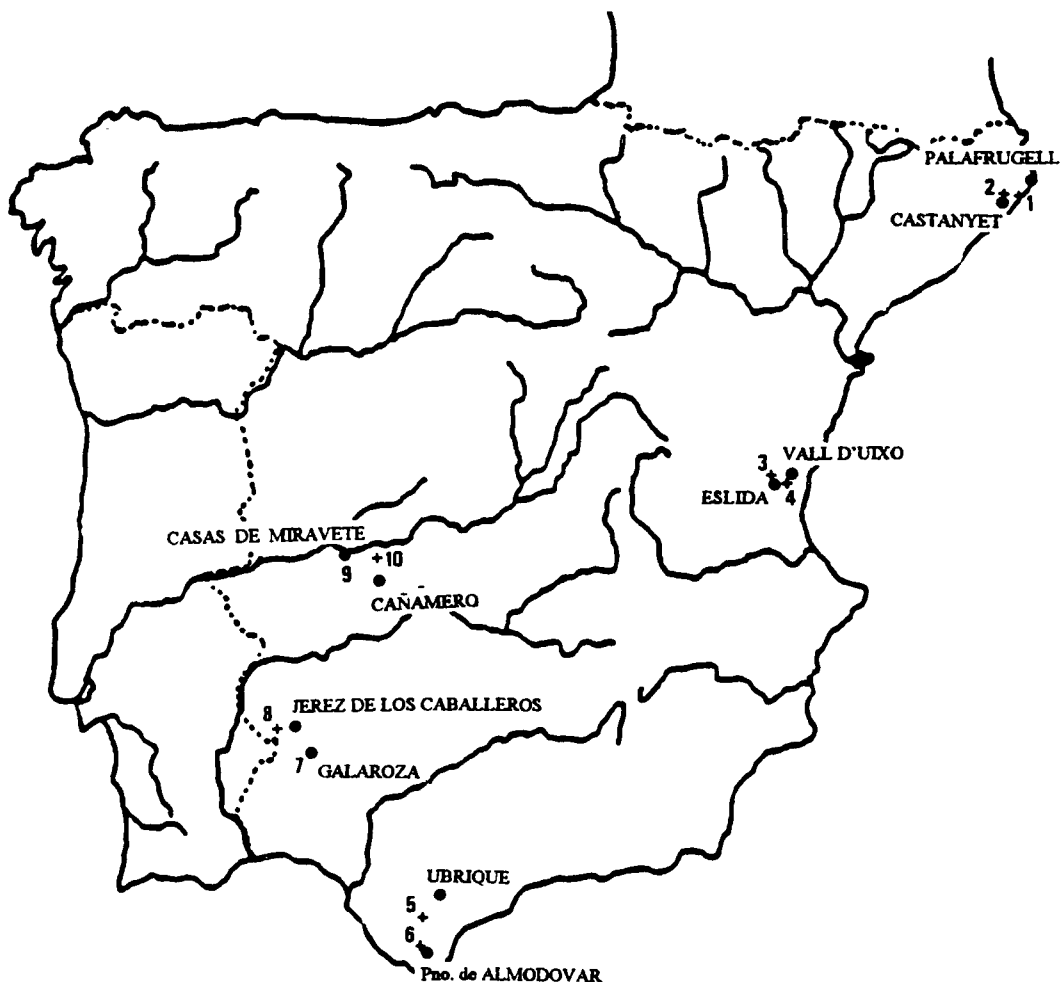 PALAFRUGELL
2
1
CASTANYET
VALL D'UIXO
3
ESLIDA
4
CASAS DE MIRAVETE
10
9
CAÑAMERO
JEREZ DE LOS CABALLEROS
8
7
GALAROZA
UBRIQUE
5
6
Pno. de ALMODOVAR